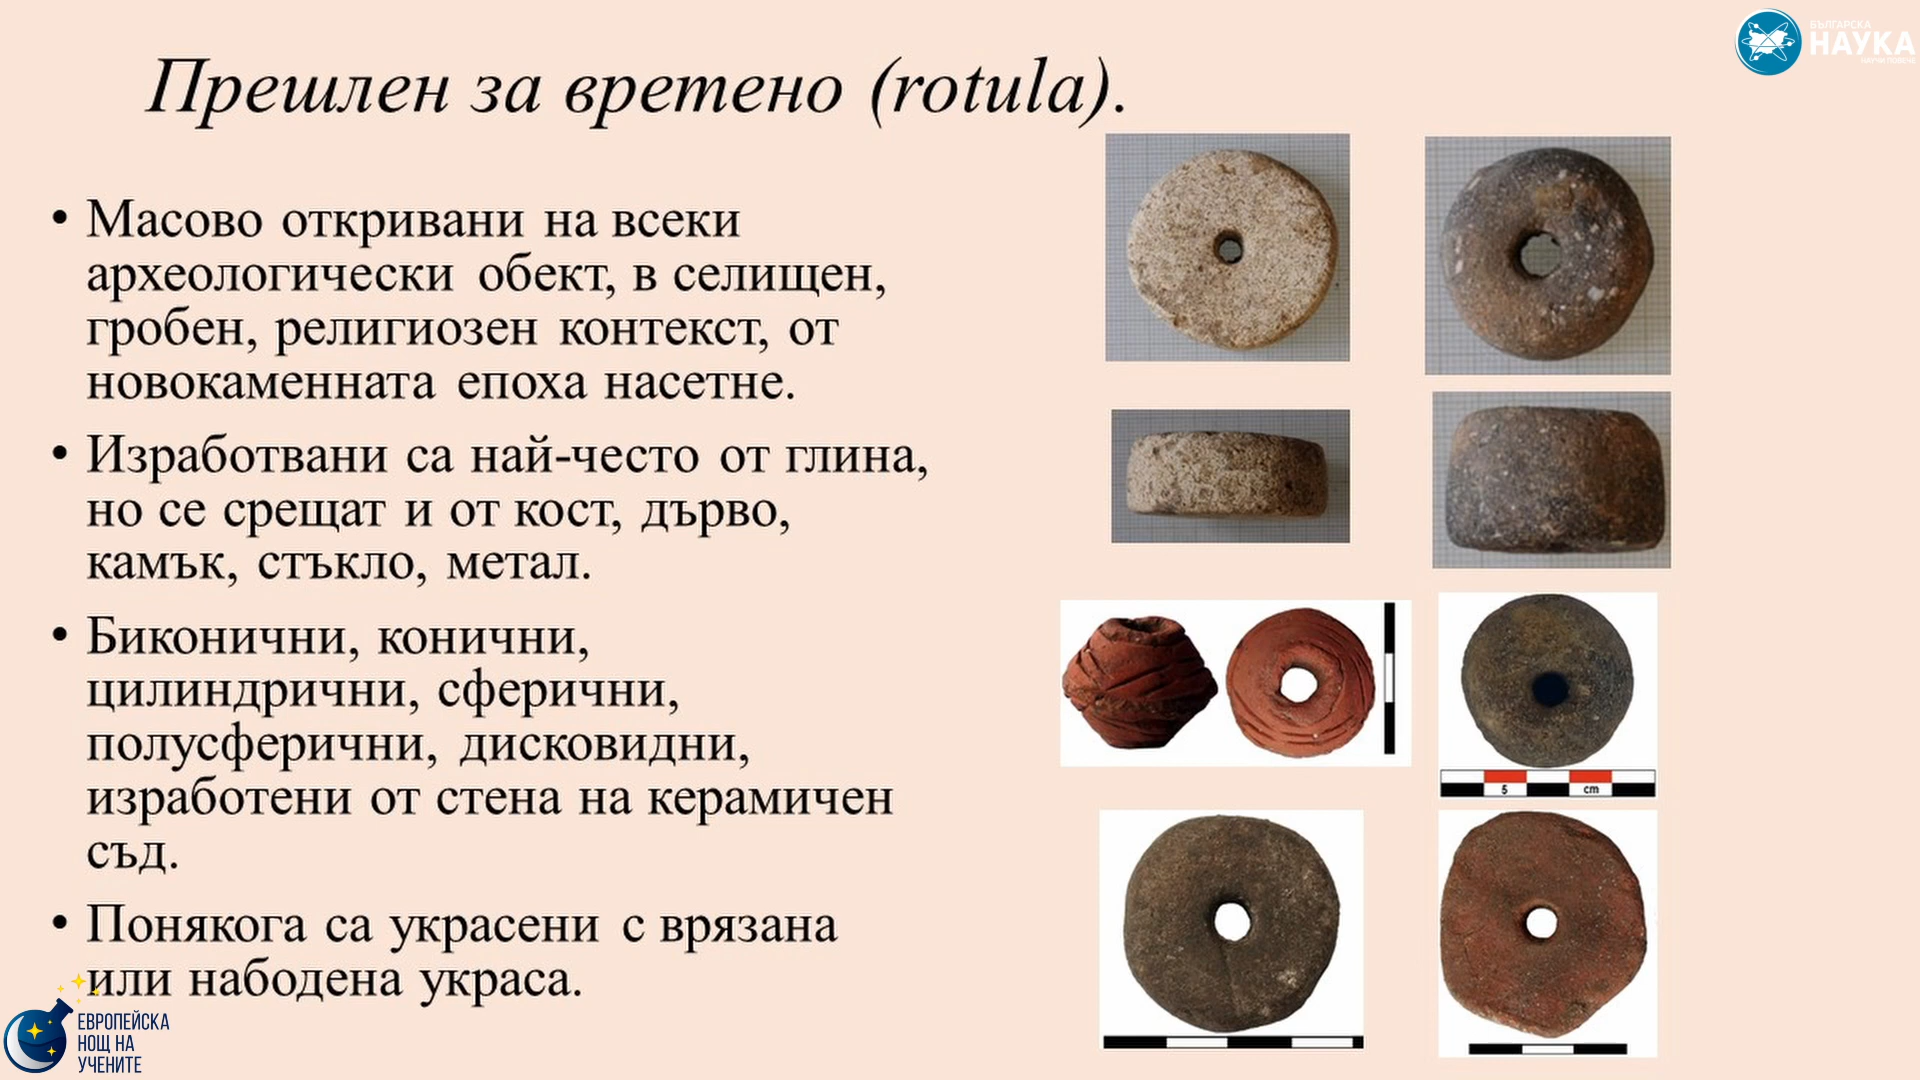 Прешлен за вретено (rotula).
• Масово откривани на всеки
археологически обект, в селищен,
гробен, религиозен контекст, от
новокаменната епоха насетне.
• Изработвани са най-често от глина,
но се срещат и от кост, дърво,
камък, стъкло, метал.
• Биконични, конични,
цилиндрични, сферични,
полусферични, дисковидни,
изработени от стена на керамичен
съд.
• Понякога са украсени с врязана
или набодена украса.
5 cm
БЪЛГАРСКА
НАУКА
НАУЧИ ПОВЕЧЕ
ЕВРОПЕЙСКА
НОЩ НА
УЧЕНИТЕ